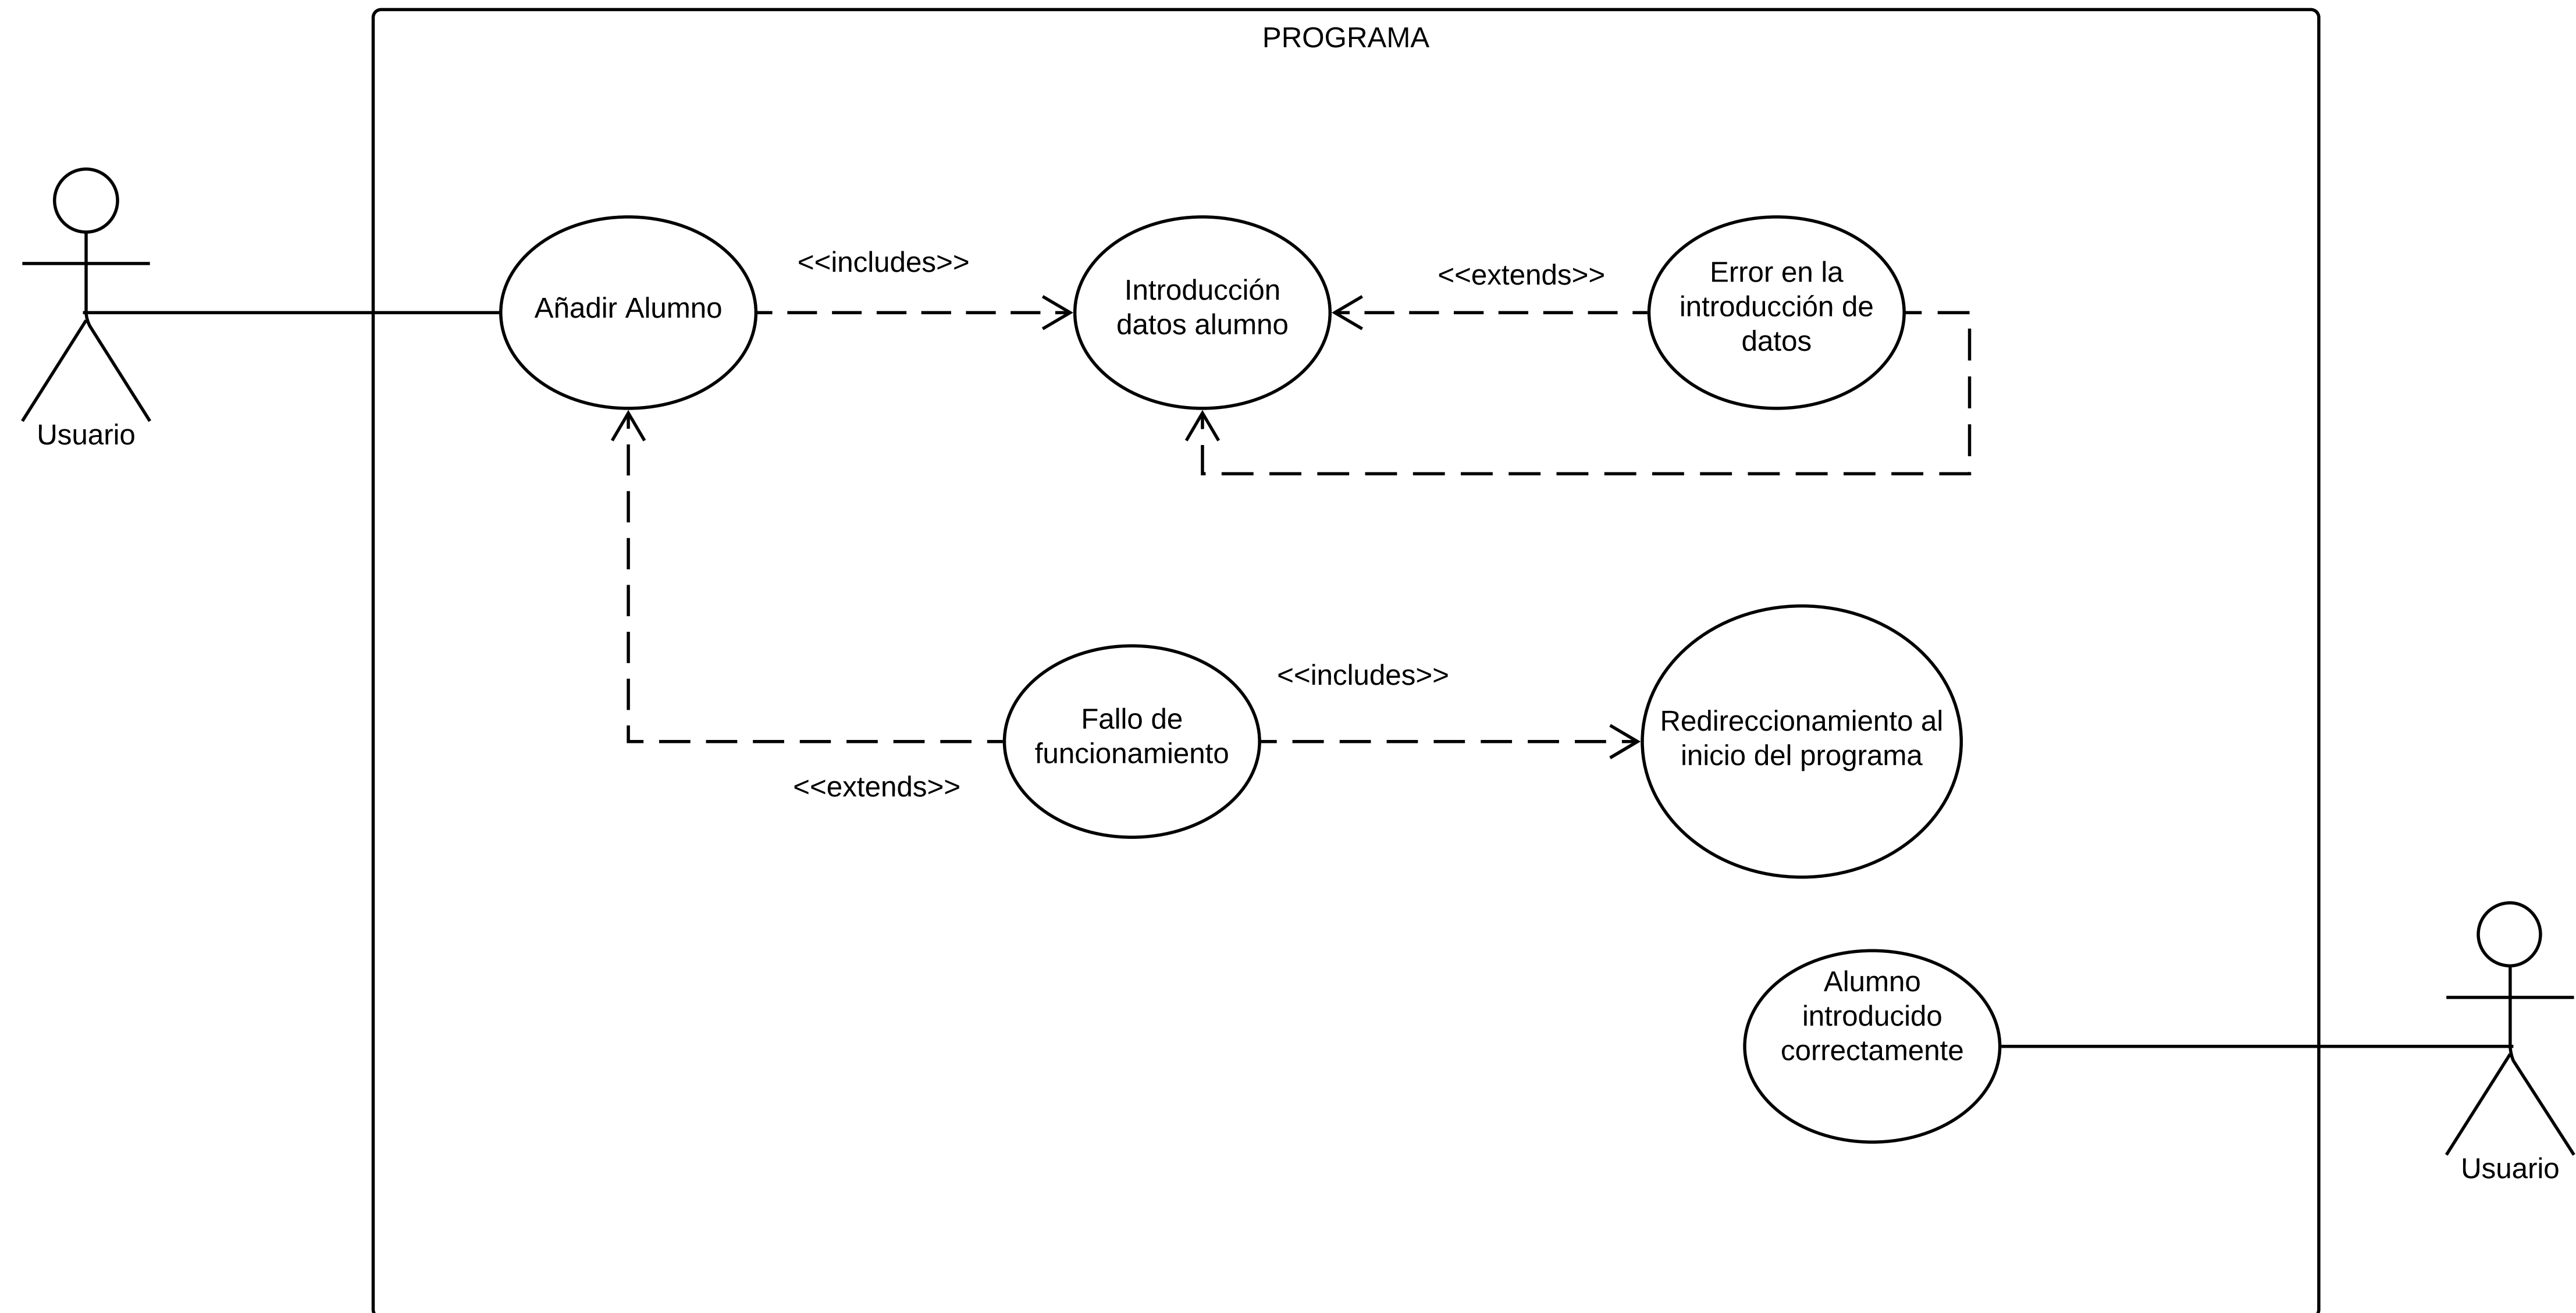 PROGRAMA
Usuario
Añadir Alumno
<<includes>>
Introducción
datos alumno
<<extends>>
Error en la
introducción de
datos
<<extends>>
Fallo de
funcionamiento
<<includes>>
Redireccionamiento al
inicio del programa
Alumno
introducido
correctamente
Usuario